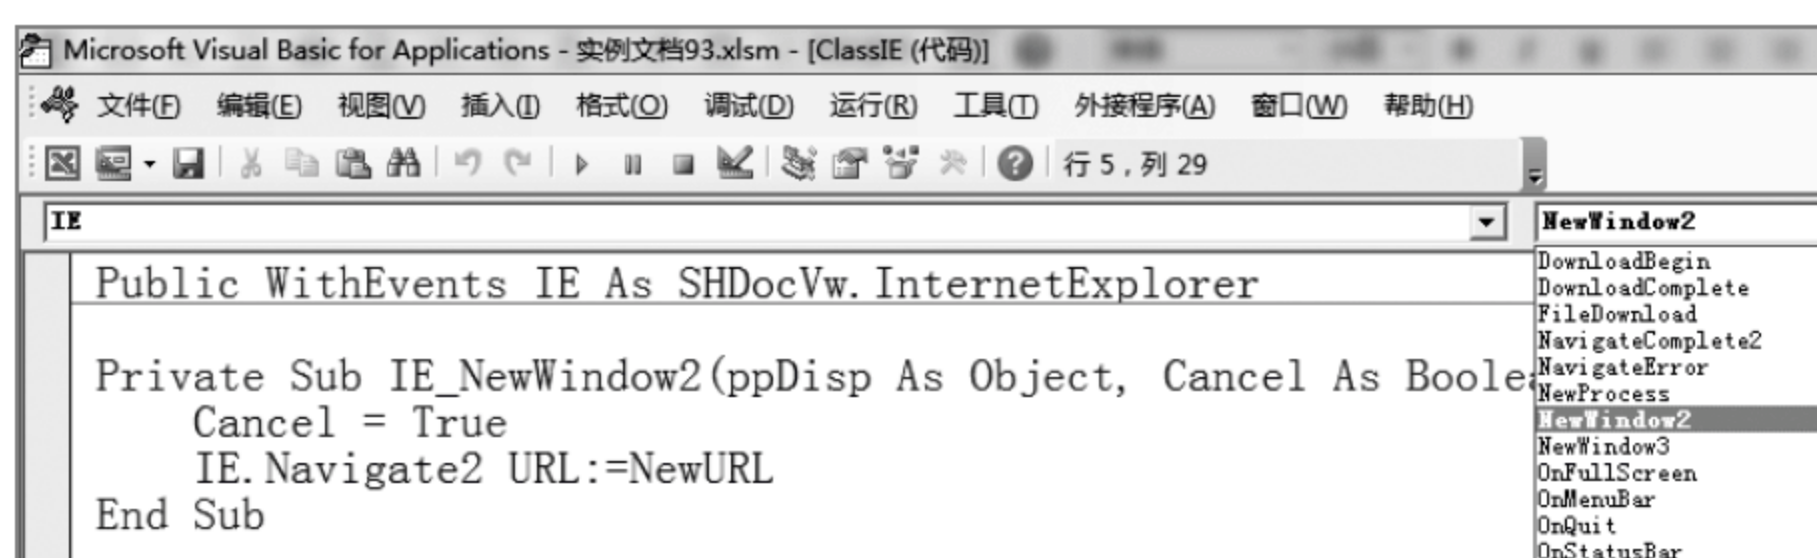 Microsoft Visual Basic for Applications - 实例文档93.xlsm - [ClassIE (代码)]
文件(F) 编辑(E) 视图(V) 插入(I) 格式(O) 调试(D) 运行(R) 工具(T) 外接程序(A) 窗口(W) 帮助(H)
行 5 , 列 29
IE
NewWindow2
Public WithEvents IE As SHDocVw.InternetExplorer
Private Sub IE_NewWindow2(ppDisp As Object, Cancel As Boolea
Cancel = True
IE.Navigate2 URL:=NewURL
End Sub
DownloadBegin
DownloadComplete
FileDownload
NavigateComplete2
NavigateError
NewProcess
NewWindow2
NewWindow3
OnFullScreen
OnMenuBar
OnQuit
OnStatusBar